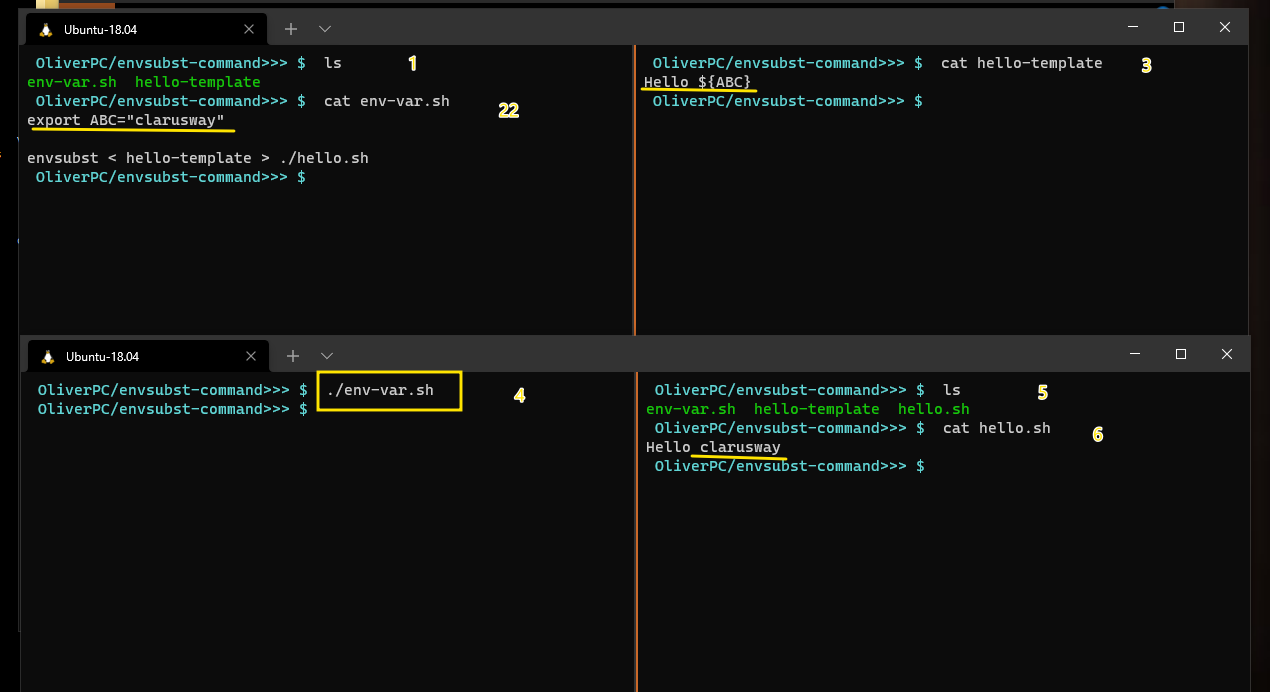 Ubuntu-18.04
OliverPC/envsubst-command>>> $ ls 1
env-var.sh hello-template
OliverPC/envsubst-command>>> $ cat env-var.sh 22
export ABC="clarusway"
envsubst < hello-template > ./hello.sh
OliverPC/envsubst-command>>> $
OliverPC/envsubst-command>>> $ cat hello-template 3
Hello ${ABC}
OliverPC/envsubst-command>>> $
Ubuntu-18.04
OliverPC/envsubst-command>>> $ ./env-var.sh 4
OliverPC/envsubst-command>>> $
OliverPC/envsubst-command>>> $ ls 5
env-var.sh hello-template hello.sh
OliverPC/envsubst-command>>> $ cat hello.sh 6
Hello clarusway
OliverPC/envsubst-command>>> $